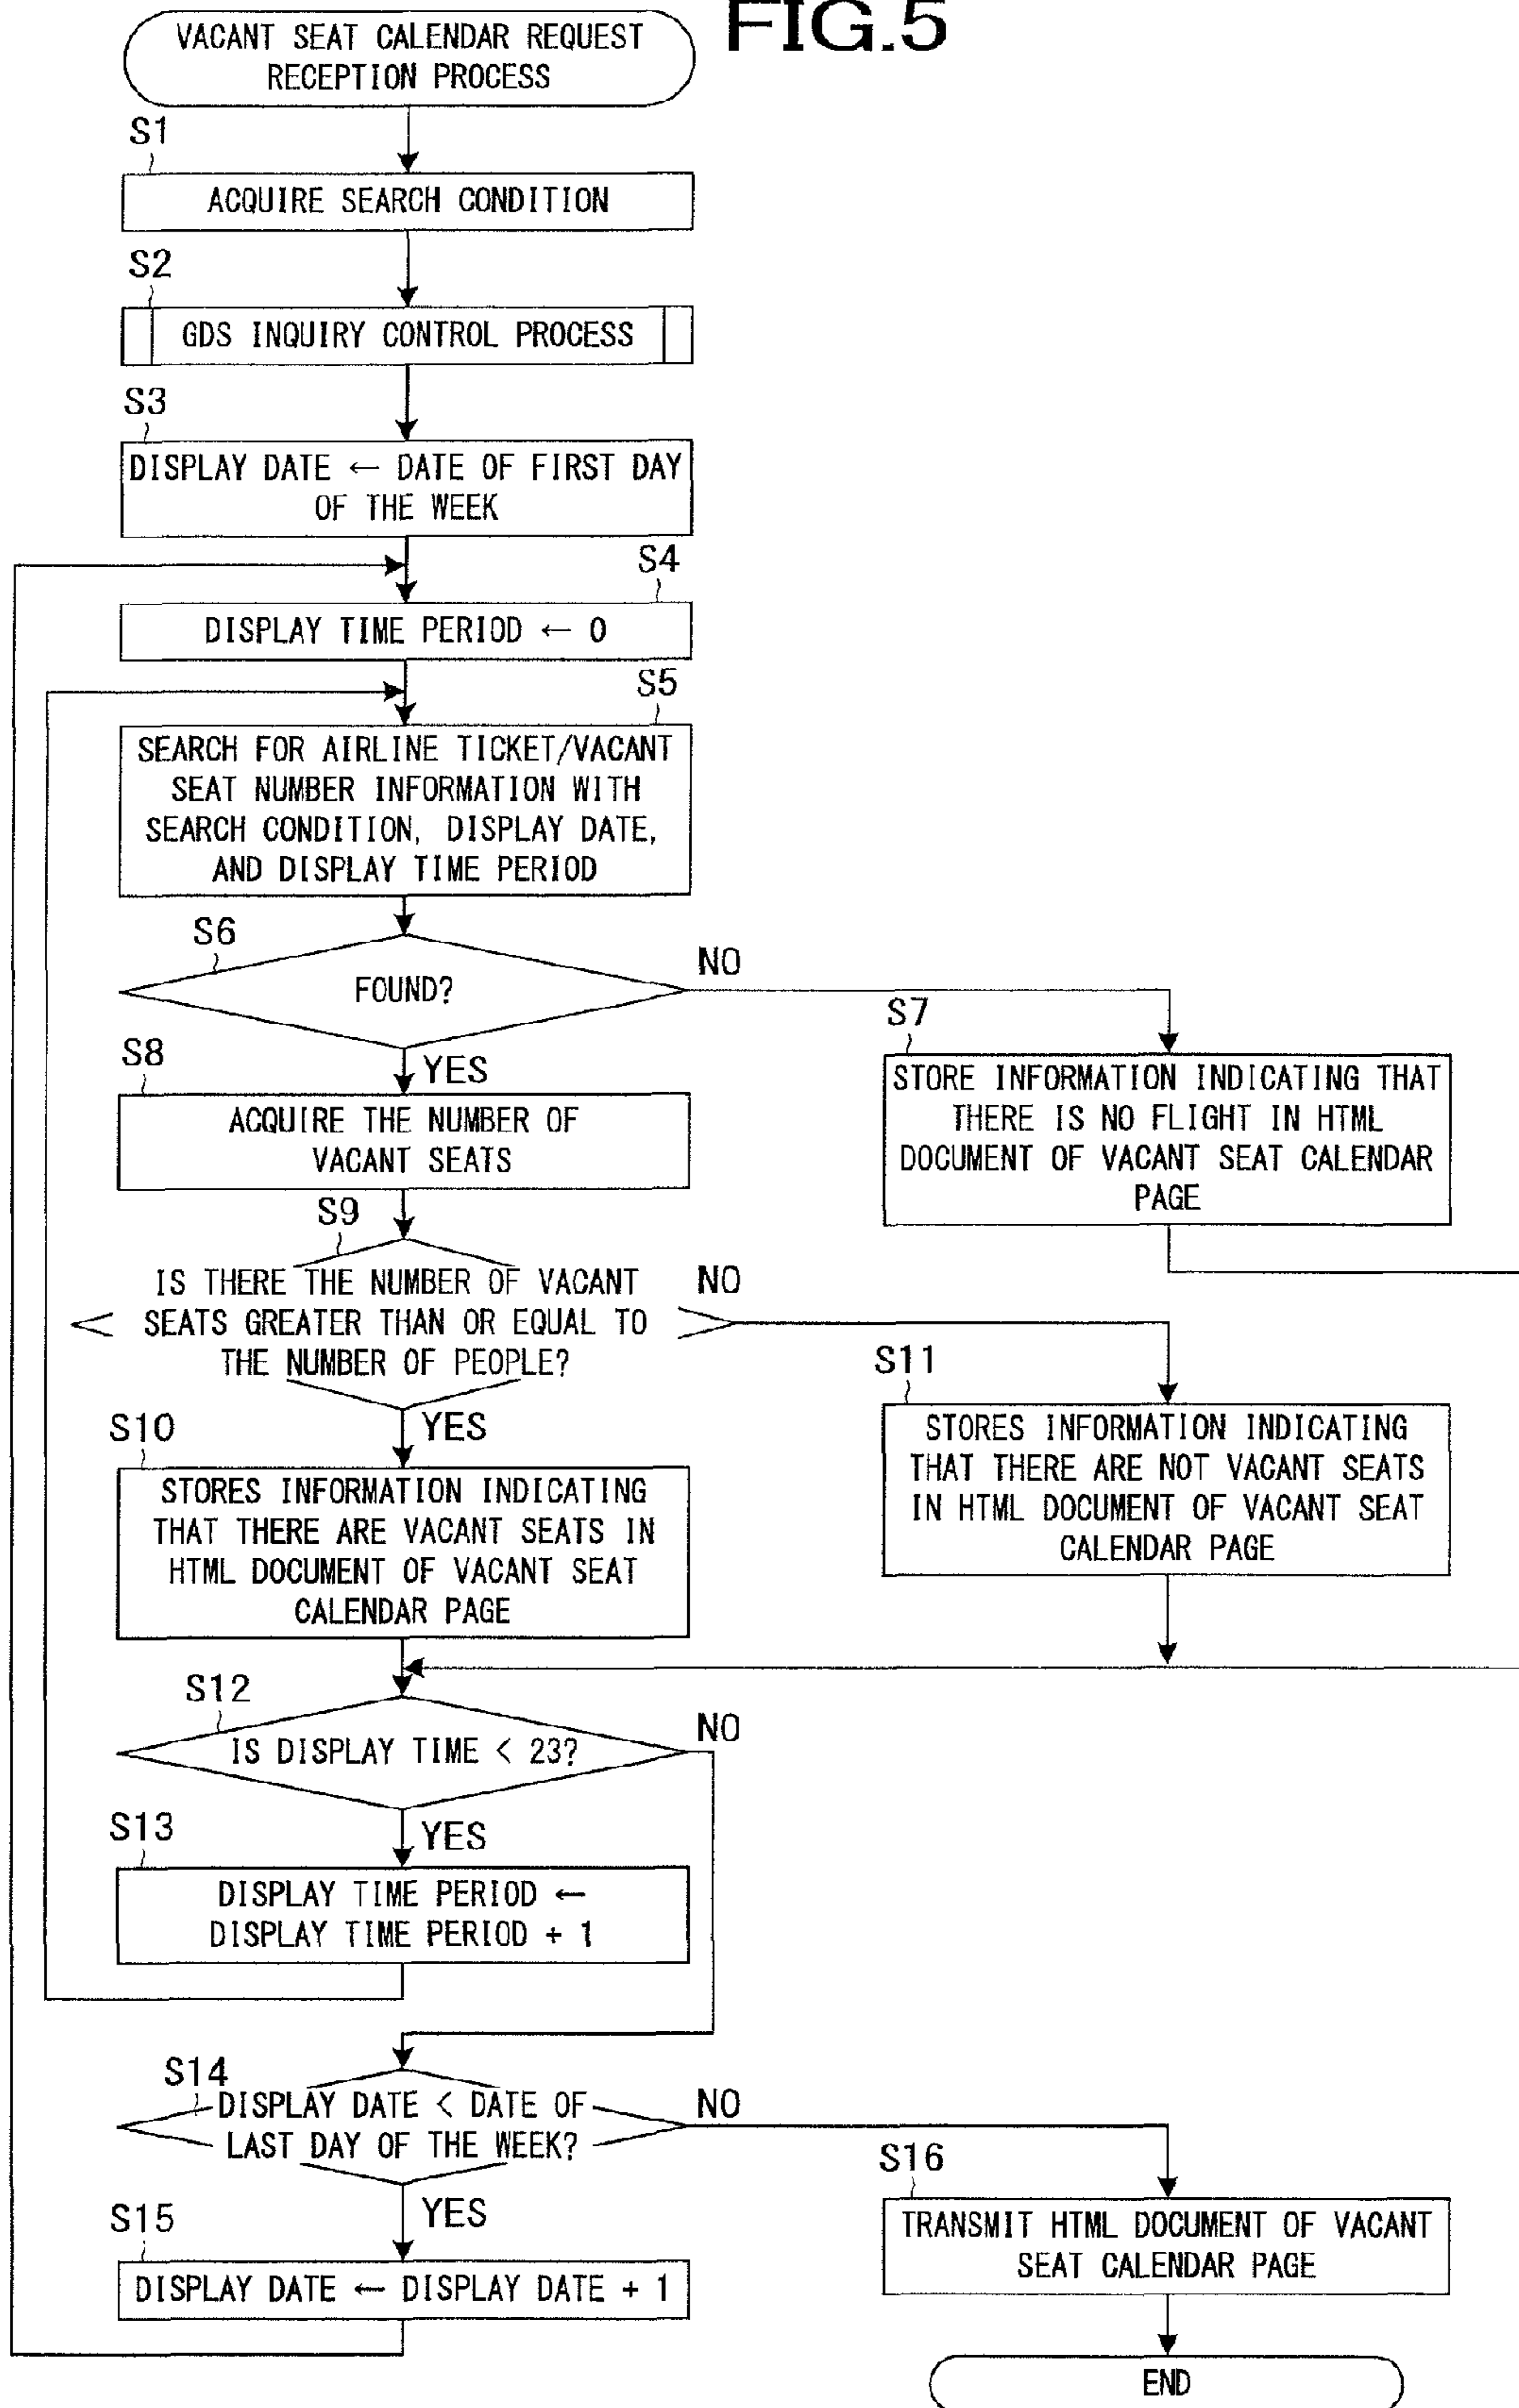 FIG.5
VACANT SEAT CALENDAR REQUEST
RECEPTION PROCESS
S1
ACQUIRE SEARCH CONDITION
S2
GDS INQUIRY CONTROL PROCESS
S3
DISPLAY DATE ← DATE OF FIRST DAY
OF THE WEEK
S4
DISPLAY TIME PERIOD ← 0
S5
SEARCH FOR AIRLINE TICKET/VACANT
SEAT NUMBER INFORMATION WITH
SEARCH CONDITION, DISPLAY DATE,
AND DISPLAY TIME PERIOD
S6
FOUND?
NO
YES
S7
STORE INFORMATION INDICATING THAT
THERE IS NO FLIGHT IN HTML
DOCUMENT OF VACANT SEAT CALENDAR
PAGE
S8
ACQUIRE THE NUMBER OF
VACANT SEATS
S9
IS THERE THE NUMBER OF VACANT
SEATS GREATER THAN OR EQUAL TO
THE NUMBER OF PEOPLE?
NO
YES
S10
STORES INFORMATION INDICATING
THAT THERE ARE VACANT SEATS IN
HTML DOCUMENT OF VACANT SEAT
CALENDAR PAGE
S11
STORES INFORMATION INDICATING
THAT THERE ARE NOT VACANT SEATS
IN HTML DOCUMENT OF VACANT SEAT
CALENDAR PAGE
S12
IS DISPLAY TIME < 23?
NO
YES
S13
DISPLAY TIME PERIOD ←
DISPLAY TIME PERIOD + 1
S14
DISPLAY DATE < DATE OF
LAST DAY OF THE WEEK?
NO
YES
S15
DISPLAY DATE ← DISPLAY DATE + 1
S16
TRANSMIT HTML DOCUMENT OF VACANT
SEAT CALENDAR PAGE
END